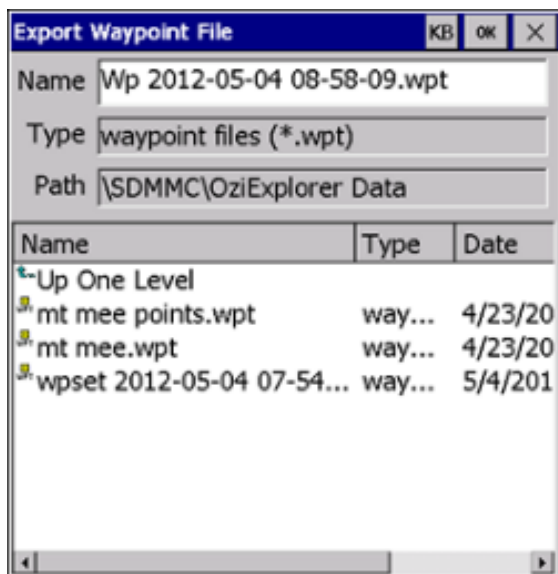 Export Waypoint File KB OK
Name Wp 2012-05-04 08-58-09.wpt
Type waypoint files (*.wpt)
Path \SDMMC\OziExplorer Data
Name Type Date
Up One Level
mt mee points.wpt way... 4/23/20
mt mee.wpt way... 4/23/20
wpset 2012-05-04 07-54... way... 5/4/201